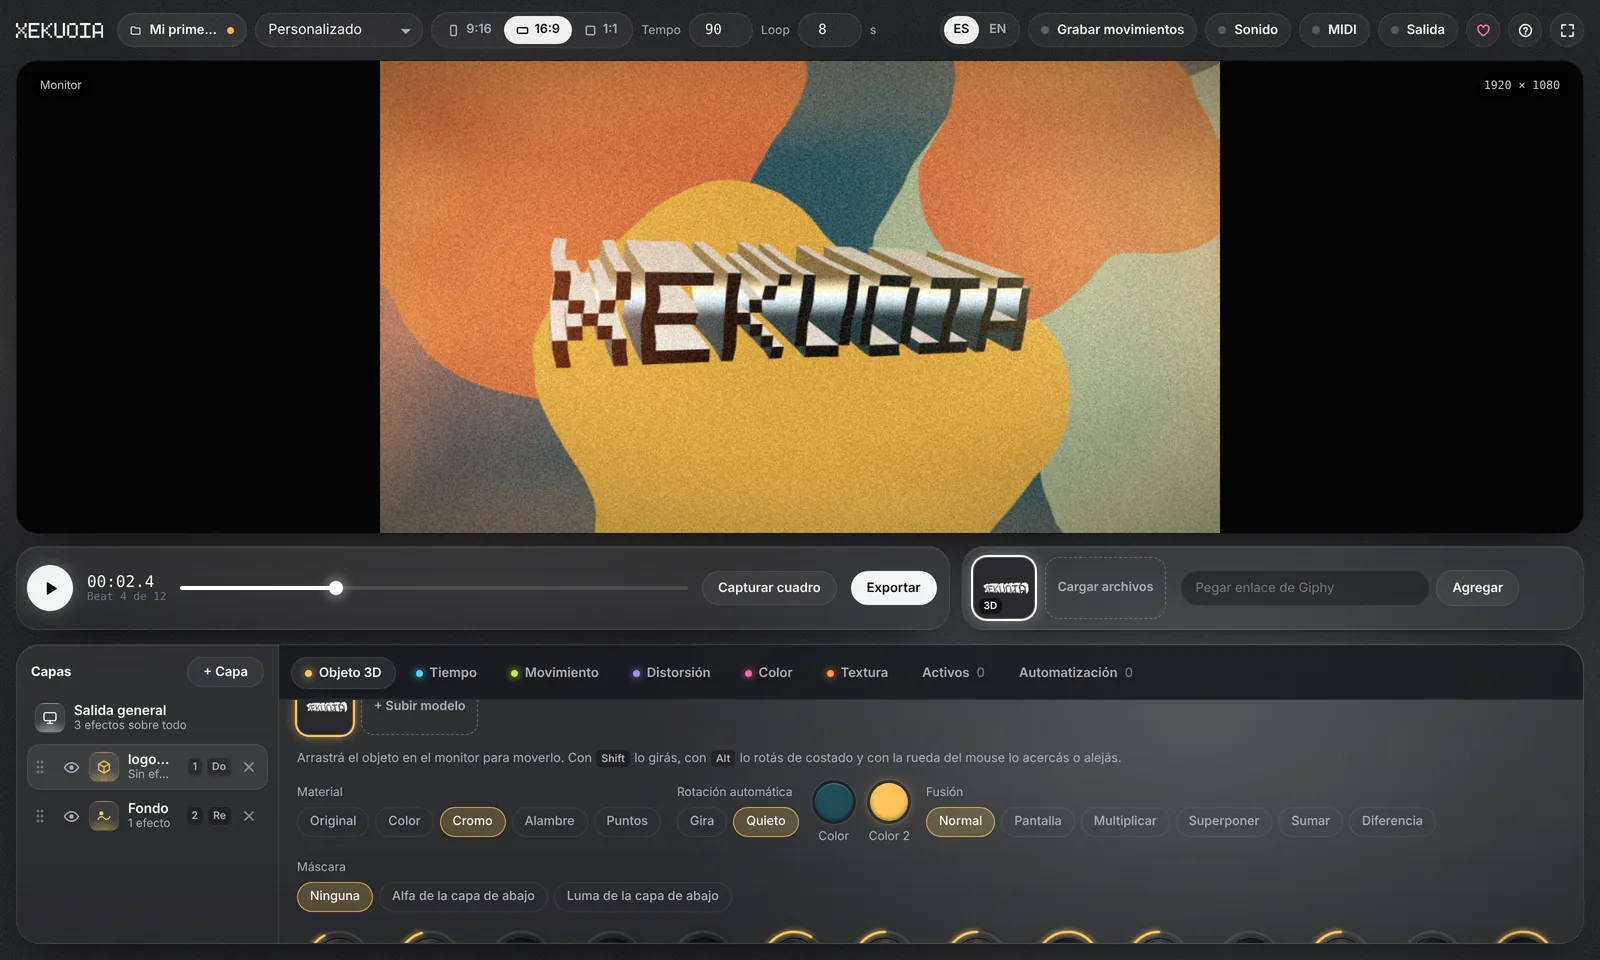 XEKUOIA
Mi prime...
Personalizado
9:16
16:9
1:1
Tempo
90
Loop
8
s
ES
EN
Grabar movimientos
Sonido
MIDI
Salida
Monitor
1920 × 1080
XEKUOIA
00:02.4
Beat 4 de 12
Capturar cuadro
Exportar
XEKUOIA
3D
Cargar archivos
Pegar enlace de Giphy
Agregar
Capas
+ Capa
Salida general
3 efectos sobre todo
logo...
Sin ef...
1
Do
Fondo
1 efecto
2
Re
Objeto 3D
Tiempo
Movimiento
Distorsión
Color
Textura
Activos 0
Automatización 0
XEKUOIA
+ Subir modelo
Arrastrá el objeto en el monitor para moverlo. Con Shift lo girás, con Alt lo rotás de costado y con la rueda del mouse lo acercás o alejás.
Material
Original
Color
Cromo
Alambre
Puntos
Rotación automática
Gira
Quieto
Color
Color 2
Fusión
Normal
Pantalla
Multiplicar
Superponer
Sumar
Diferencia
Máscara
Ninguna
Alfa de la capa de abajo
Luma de la capa de abajo